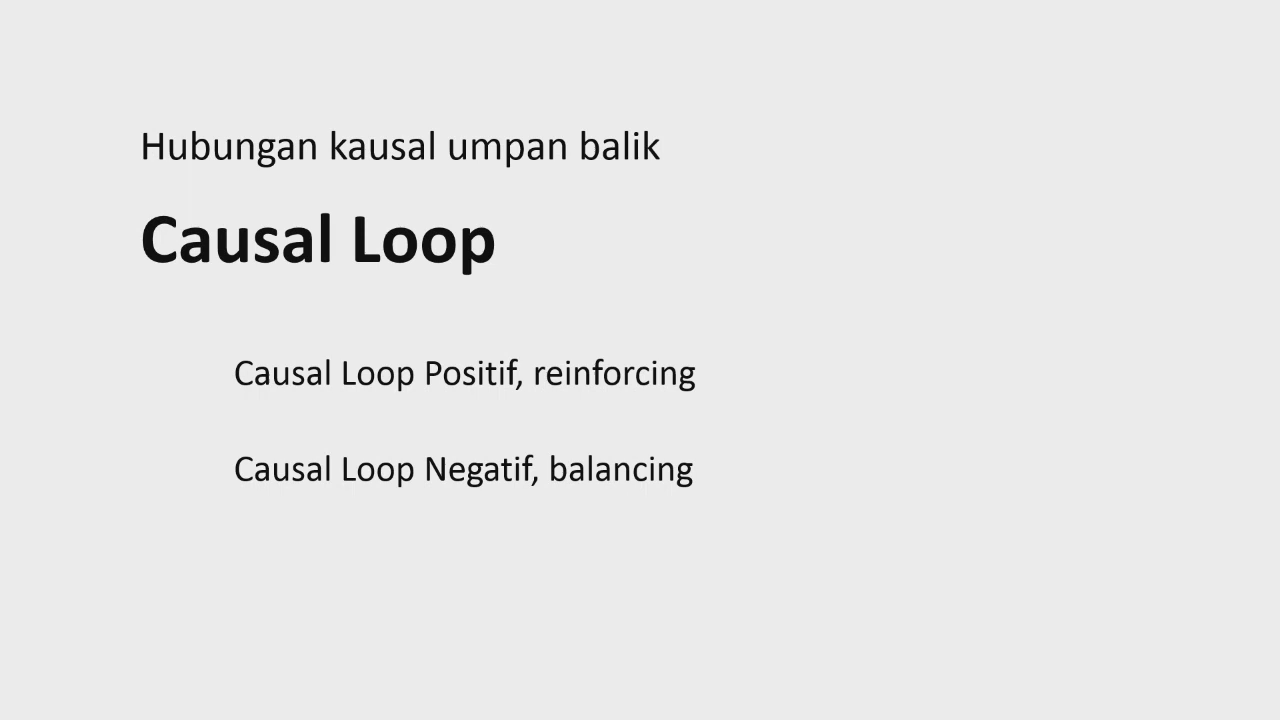 Hubungan kausal umpan balik
Causal Loop
Causal Loop Positif, reinforcing
Causal Loop Negatif, balancing